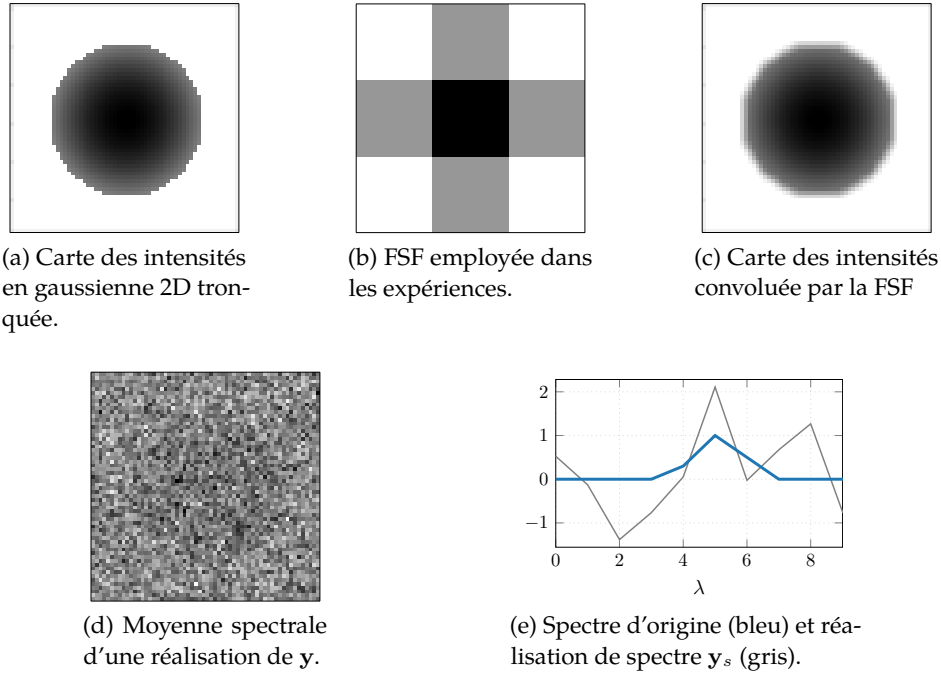 (a) Carte des intensités
en gaussienne 2D tron-
quée.
(b) FSF employée dans
les expériences.
(c) Carte des intensités
convoluée par la FSF
(d) Moyenne spectrale
d'une réalisation de y.
2
1
0
−1
0 2 4 6 8
λ
(e) Spectre d'origine (bleu) et réa-
lisation de spectre yₛ (gris).